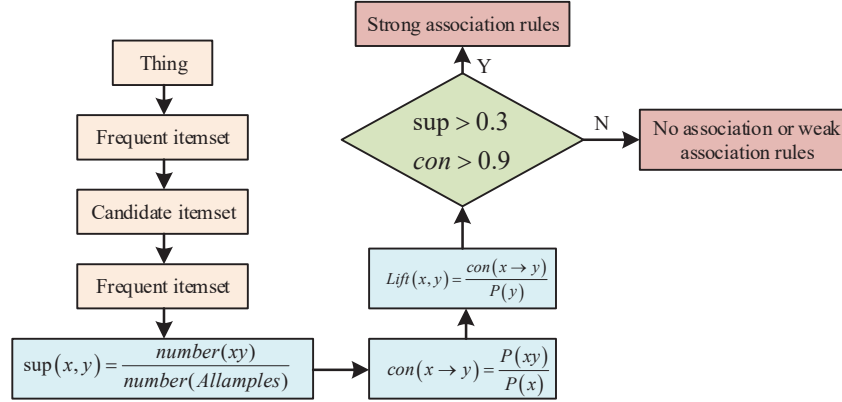 Thing
Frequent itemset
Candidate itemset
Frequent itemset
sup(x, y) = number(xy) / number(Allamples)
con(x → y) = P(xy) / P(x)
Lift(x, y) = con(x → y) / P(y)
sup > 0.3
con > 0.9
Y
Strong association rules
N
No association or weak
association rules